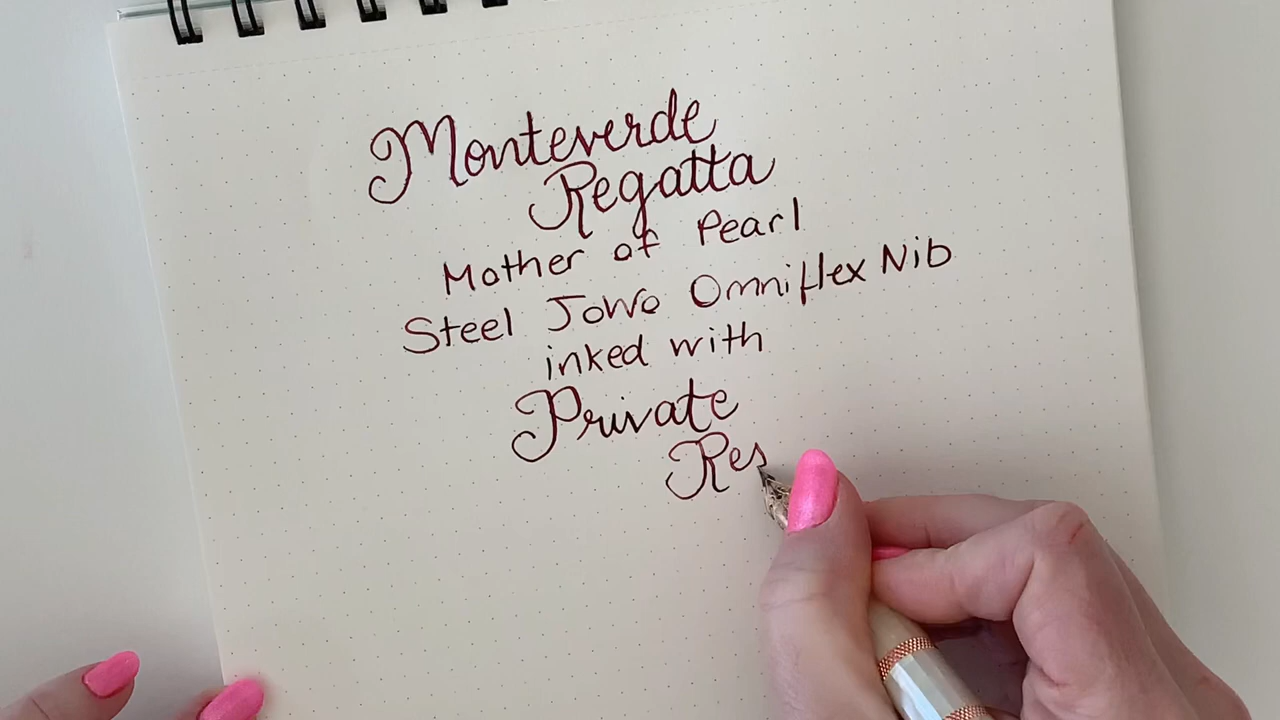 Monteverde
Regatta
Mother of Pearl
Steel JoWo Omniflex Nib
inked with
Private
Res